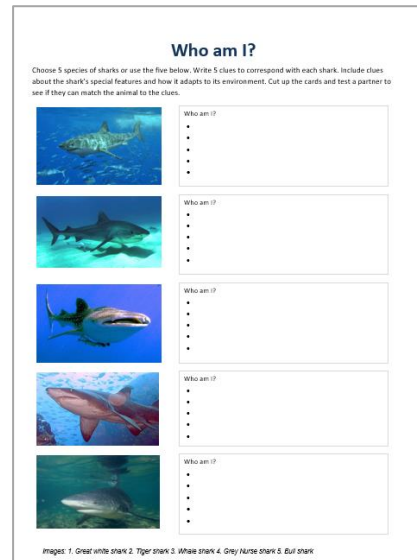 Who am I?
Choose 5 species of sharks or use the five below. Write 5 clues to correspond with each shark. Include clues
about the shark's special features and how it adapts to its environment. Cut up the cards and test a partner to
see if they can match the animal to the clues.
Who am I?
•
•
•
•
•
Who am I?
•
•
•
•
•
Who am I?
•
•
•
•
•
Who am I?
•
•
•
•
•
Who am I?
•
•
•
•
•
Images: 1. Great white shark 2. Tiger shark 3. Whale shark 4. Grey Nurse shark 5. Bull shark